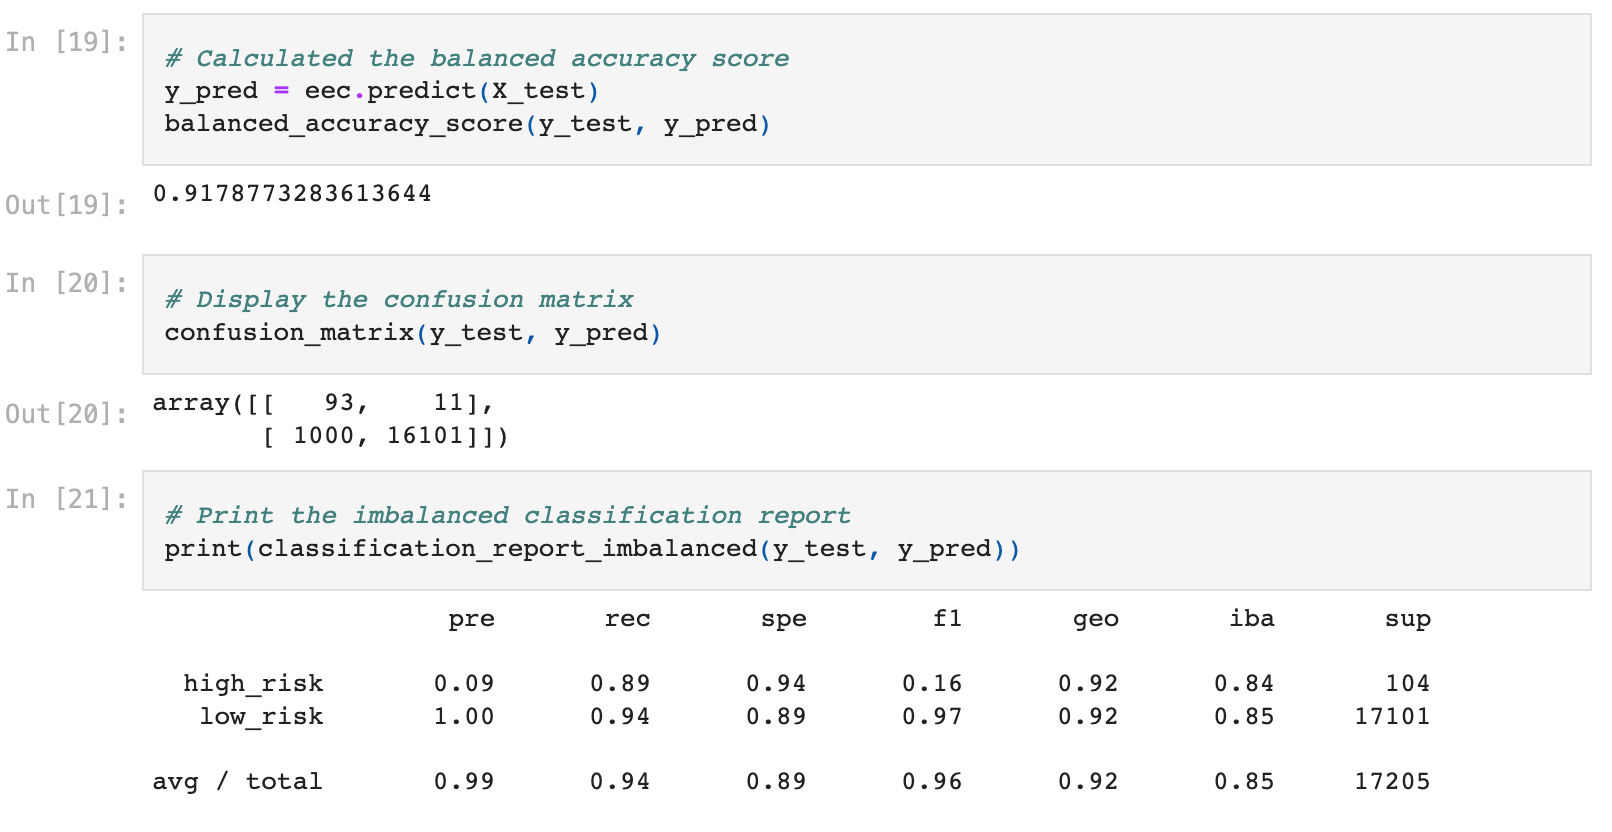 In [19]:
# Calculated the balanced accuracy score
y_pred = eec.predict(X_test)
balanced_accuracy_score(y_test, y_pred)
Out[19]: 0.9178773283613644
In [20]:
# Display the confusion matrix
confusion_matrix(y_test, y_pred)
Out[20]: array([[   93,    11],
       [ 1000, 16101]])
In [21]:
# Print the imbalanced classification report
print(classification_report_imbalanced(y_test, y_pred))
pre rec spe f1 geo iba sup
high_risk 0.09 0.89 0.94 0.16 0.92 0.84 104
low_risk 1.00 0.94 0.89 0.97 0.92 0.85 17101
avg / total 0.99 0.94 0.89 0.96 0.92 0.85 17205